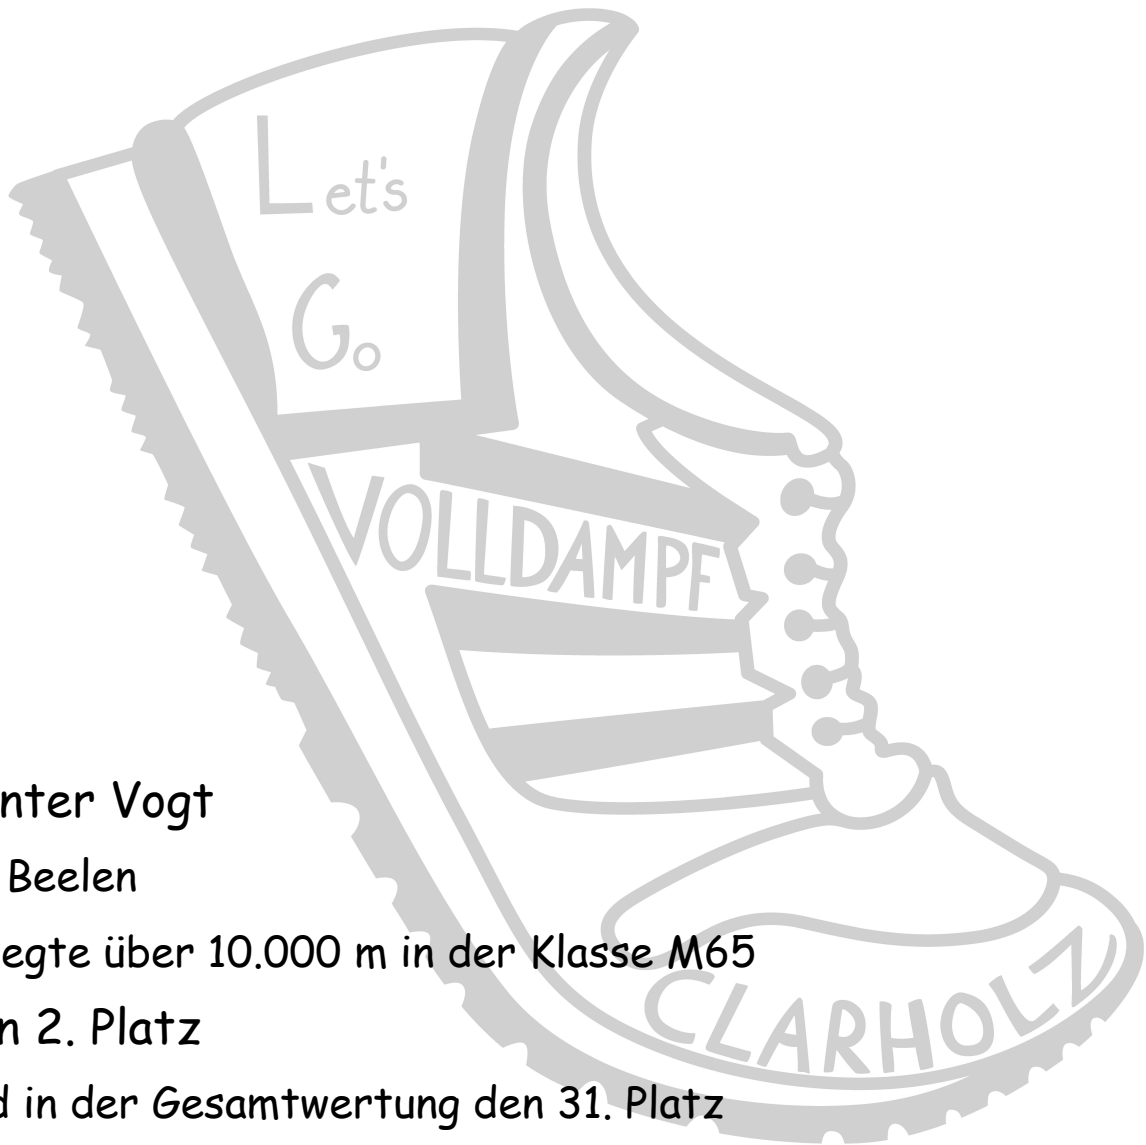 Let's
Go
VOLLDAMPF
nter Vogt
Beelen
egte über 10.000 m in der Klasse M65
n 2. Platz
d in der Gesamtwertung den 31. Platz
CLARHOLZ